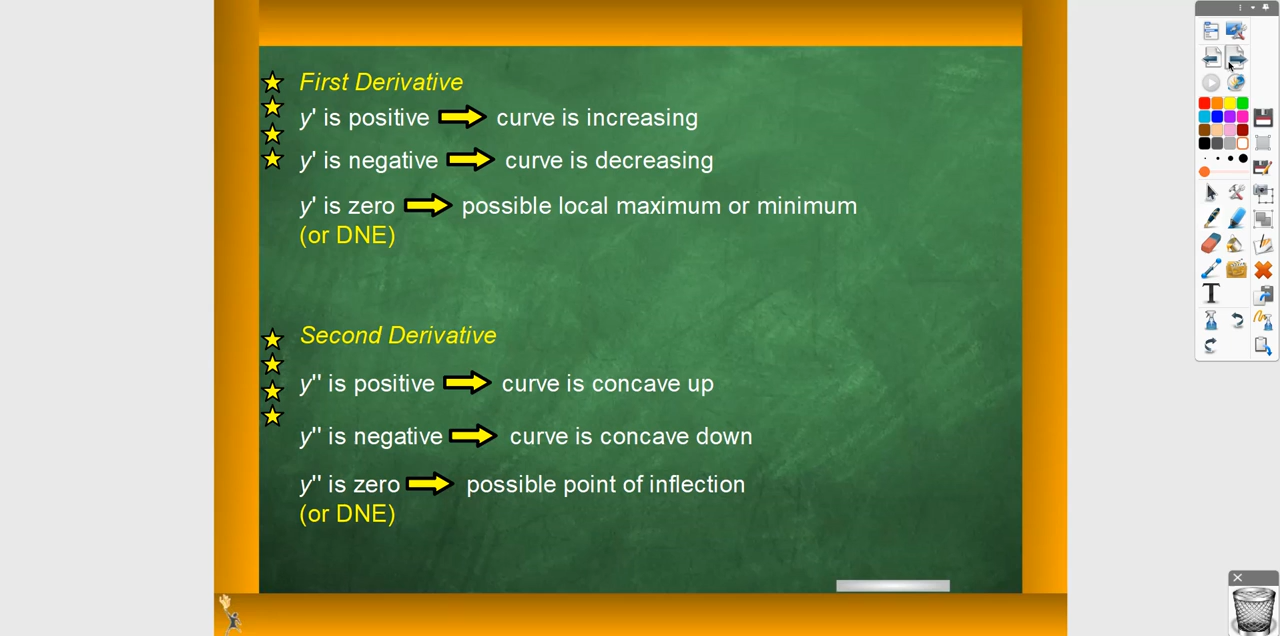 First Derivative
y' is positive curve is increasing
y' is negative curve is decreasing
y' is zero possible local maximum or minimum
(or DNE)
Second Derivative
y'' is positive curve is concave up
y'' is negative curve is concave down
y'' is zero possible point of inflection
(or DNE)
T